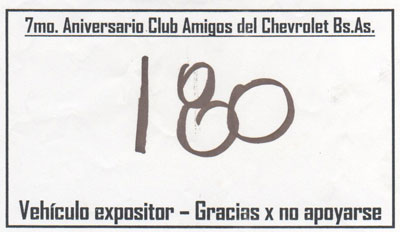 7mo. Aniversario Club Amigos del Chevrolet Bs.As.
180
Vehículo expositor – Gracias x no apoyarse